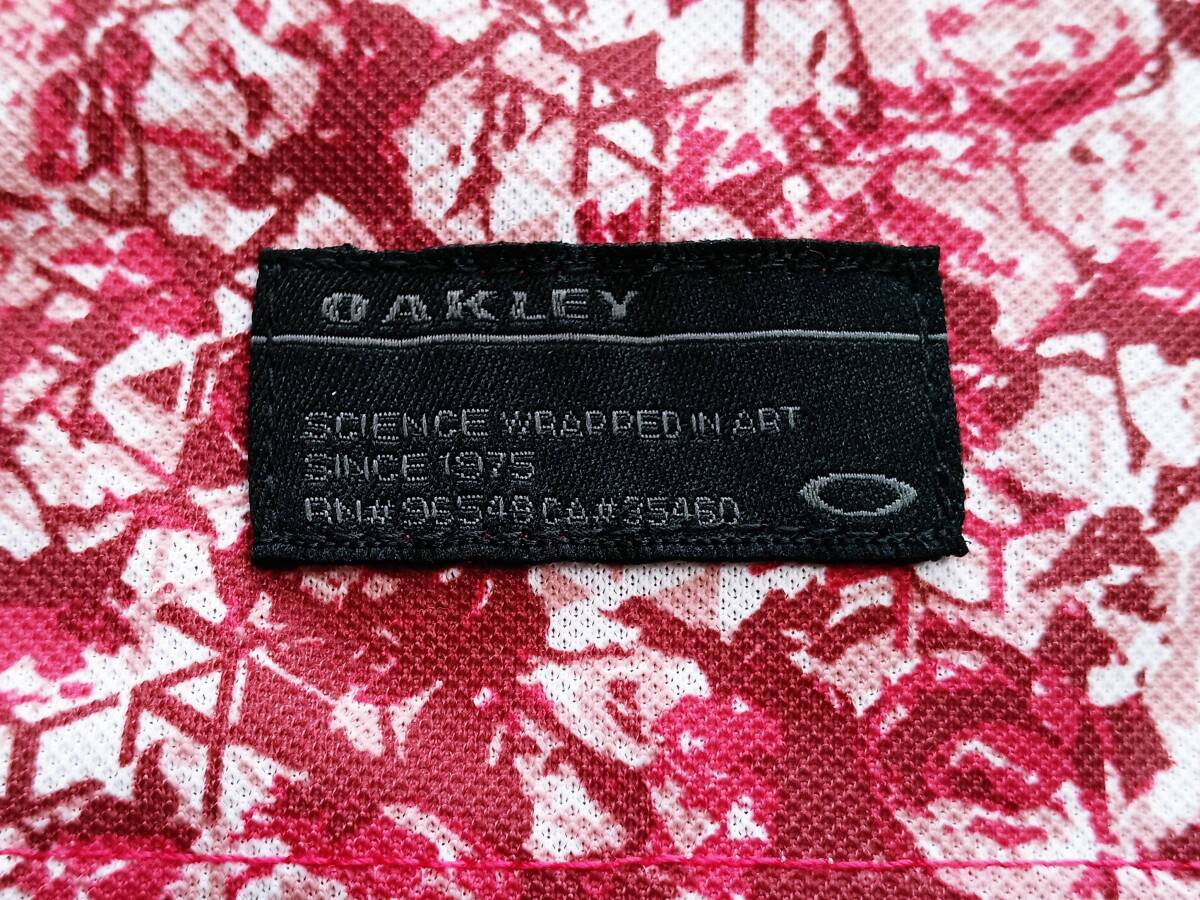 OAKLEY
SCIENCE WRAPPED IN ART
SINCE 1975
RN# 96548 CA# 35460